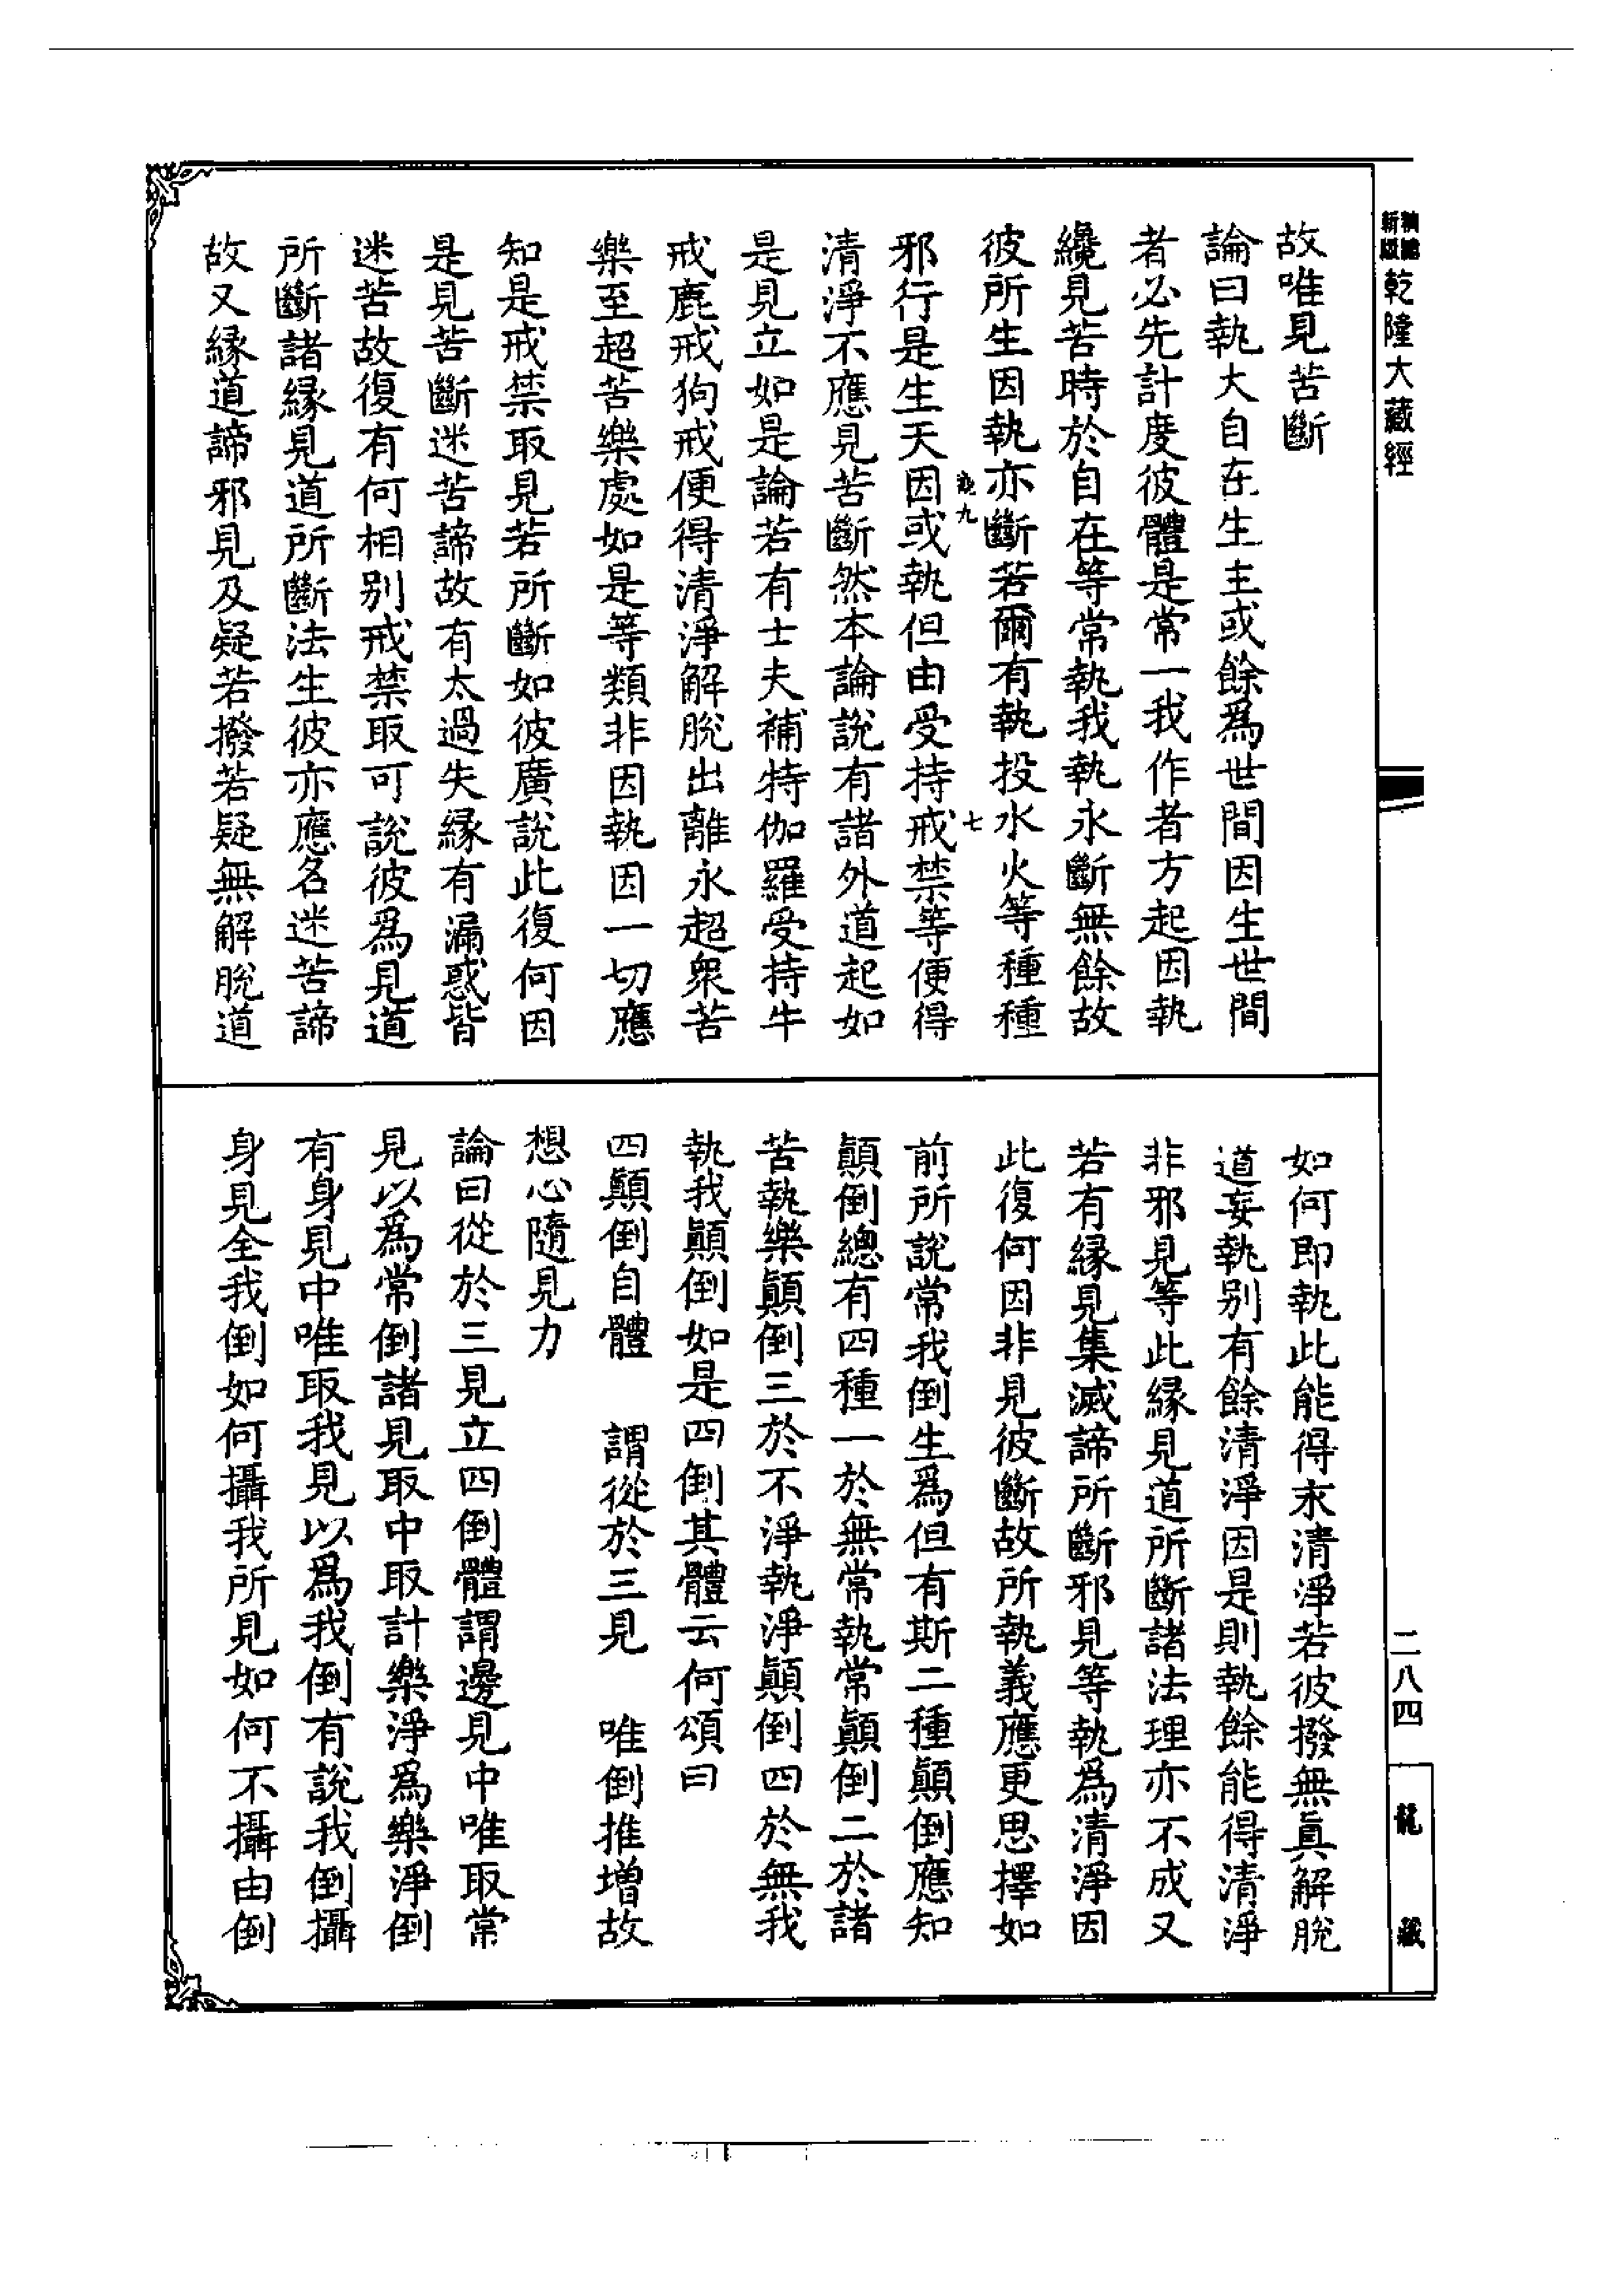 新版
乾隆大藏經
故唯見苦斷
論曰執大自在生主或餘爲世間因生世間
者必先計度彼體是常一我作者方起因執
纔見苦時於自在等常執我執永斷無餘故
彼所生因執亦斷若爾有執投水火等種種
九 七
邪行是生天因或執但由受持戒禁等便得
清淨不應見苦斷然本論說有諸外道起如
是見立如是論若有士夫補特伽羅受持牛
戒鹿戒狗戒便得清淨解脫出離永超衆苦
樂至超苦樂處如是等類非因執因一切應
知是戒禁取見若所斷如彼廣說此復何因
是見苦斷迷苦諦故有太過失緣有漏惑皆
迷苦故復有何相別戒禁取可說彼爲見道
所斷諸緣見道所斷法生彼亦應名迷苦諦
故又緣道諦邪見及疑若撥若疑無解脫道
如何即執此能得永清淨若彼撥無眞解脫
道妄執別有餘清淨因是則執餘能得清淨
非邪見等此緣見道所斷諸法理亦不成又
若有緣見集滅諦所斷邪見等執爲清淨因
此復何因非見彼斷故所執義應更思擇如
前所說常我倒生爲但有斯二種顛倒應知
顛倒總有四種一於無常執常顛倒二於諸
苦執樂顛倒三於不淨執淨顛倒四於無我
執我顛倒如是四倒其體云何頌曰
四顛倒自體 謂從於三見 唯倒推增故
想心隨見力
論曰從於三見立四倒體謂邊見中唯取常
見以爲常倒諸見取中取計樂淨爲樂淨倒
有身見中唯取我見以爲我倒有說我倒攝
身見全我倒如何攝我所見如何不攝由倒
二八四
龍藏